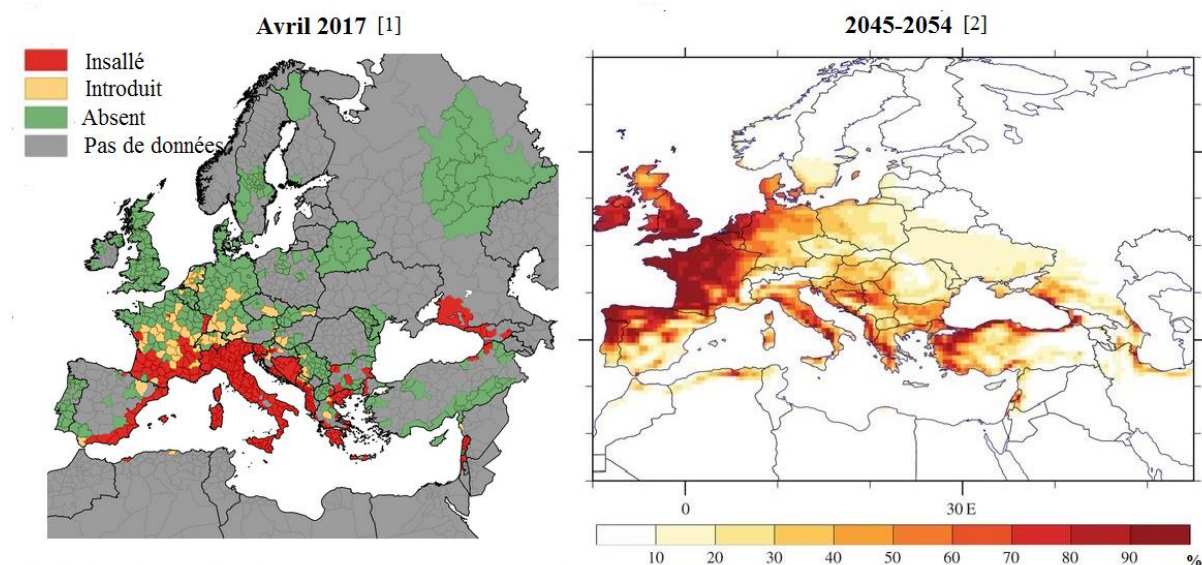 Avril 2017 [1]
Insallé
Introduit
Absent
Pas de données
2045-2054 [2]
0 30 E
10 20 30 40 50 60 70 80 90 %